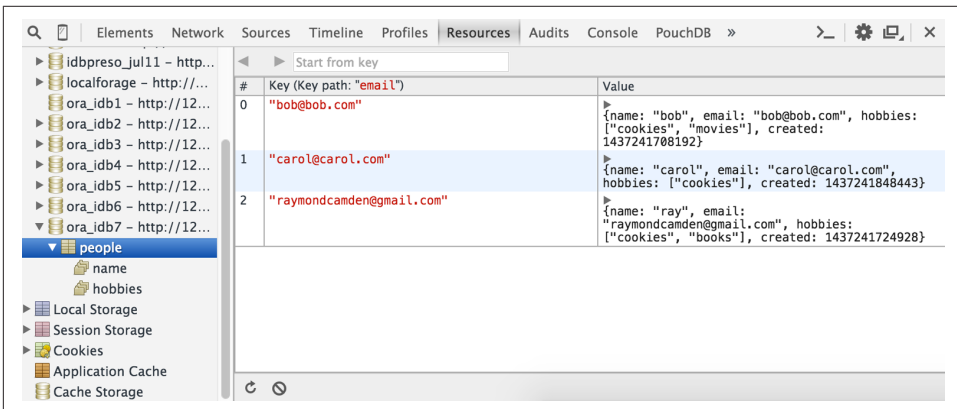 Elements Network Sources Timeline Profiles Resources Audits Console PouchDB »
idbpreso_jul11 – http...
localforage – http://...
ora_idb1 – http://12...
ora_idb2 – http://12...
ora_idb3 – http://12...
ora_idb4 – http://12...
ora_idb5 – http://12...
ora_idb6 – http://12...
ora_idb7 – http://12...
people
name
hobbies
Local Storage
Session Storage
Cookies
Application Cache
Cache Storage
Start from key
# Key (Key path: "email") Value
0 "bob@bob.com"
{name: "bob", email: "bob@bob.com", hobbies:
["cookies", "movies"], created:
1437241708192}
1 "carol@carol.com"
{name: "carol", email: "carol@carol.com",
hobbies: ["cookies"], created: 1437241848443}
2 "raymondcamden@gmail.com"
{name: "ray", email:
"raymondcamden@gmail.com", hobbies:
["cookies", "books"], created: 1437241724928}